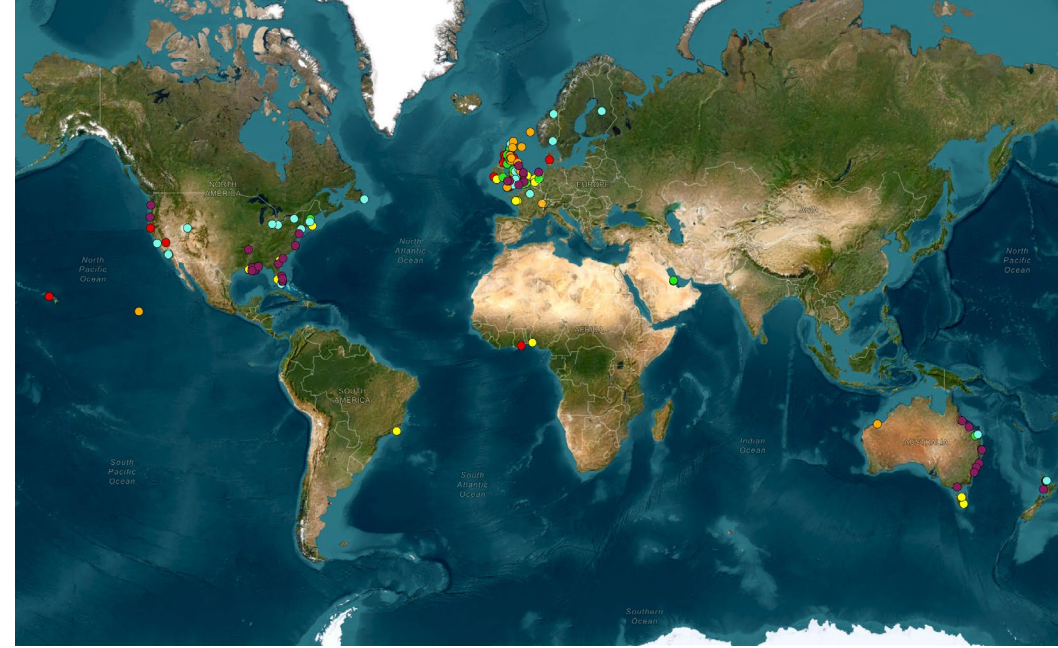 NORTH
AMERICA
EUROPE
ASIA
North
Atlantic
Ocean
North
Pacific
Ocean
North
Pacific
Ocean
AFRICA
SOUTH
AMERICA
AUSTRALIA
Indian
Ocean
South
Pacific
Ocean
South
Atlantic
Ocean
Southern
Ocean